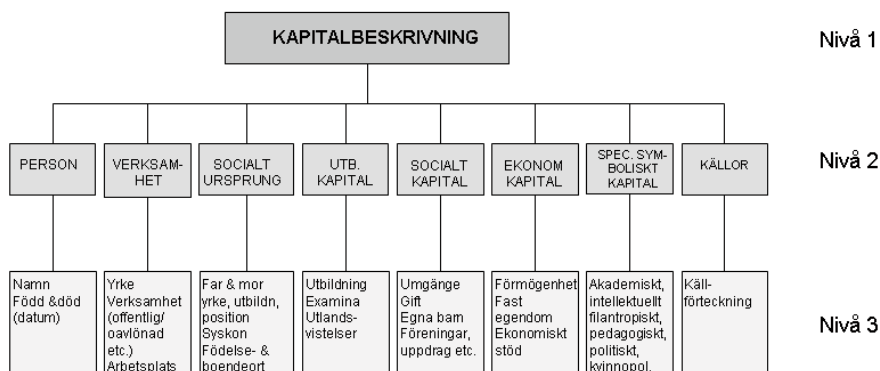 KAPITALBESKRIVNING
Nivå 1
PERSON
VERKSAM-
HET
SOCIALT
URSPRUNG
UTB.
KAPITAL
SOCIALT
KAPITAL
EKONOM
KAPITAL
SPEC. SYM-
BOLISKT
KAPITAL
KÄLLOR
Nivå 2
Namn
Född &död
(datum)
Yrke
Verksamhet
(offentlig/
oavlönad
etc.)
Arbetsplats
Far & mor
yrke, utbildn,
position
Syskon
Födelse- &
boendeort
Utbildning
Examina
Utlands-
vistelser
Umgänge
Gift
Egna barn
Föreningar,
uppdrag etc.
Förmögenhet
Fast
egendom
Ekonomiskt
stöd
Akademiskt,
intellektuellt
filantropiskt,
pedagogiskt,
politiskt,
kvinnopol.
Käll-
förteckning
Nivå 3